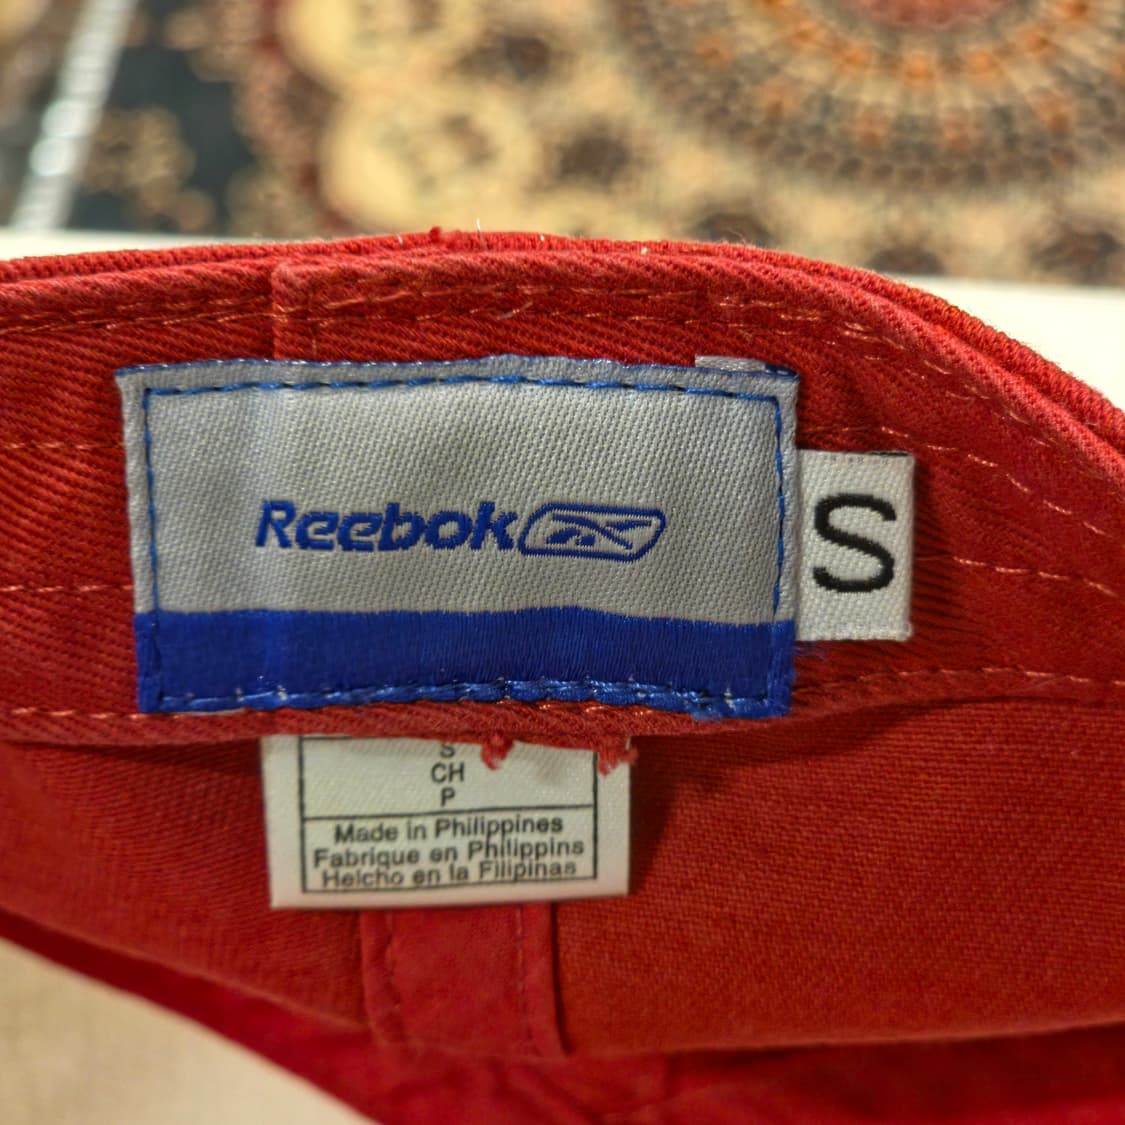 Reebok
S
S
CH
P
Made in Philippines
Fabrique en Philippins
Helcho en la Filipinas